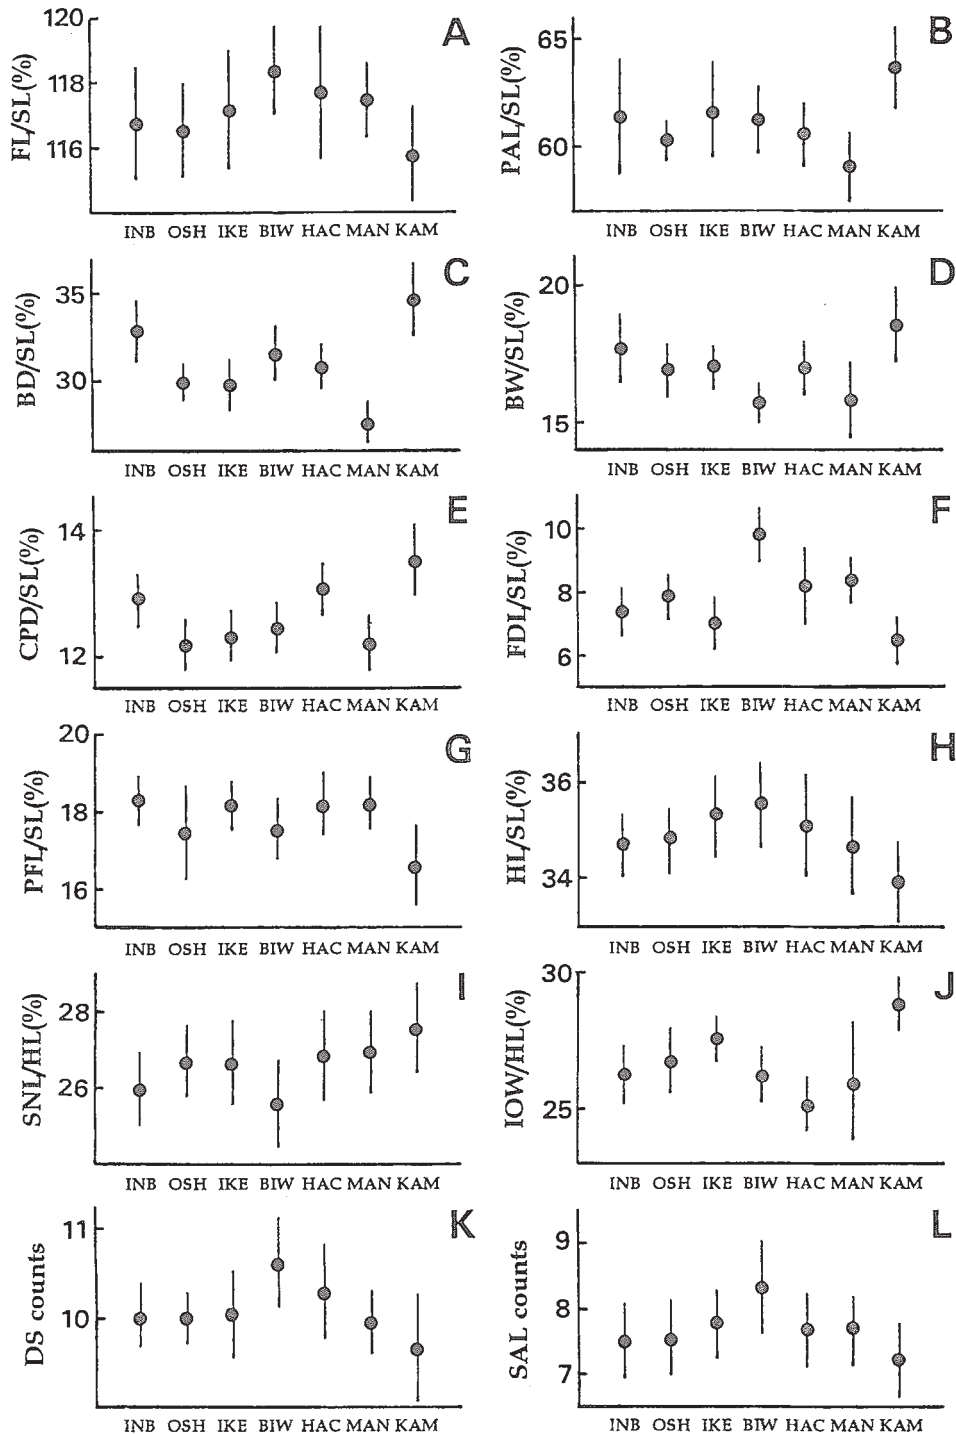 A
FL/SL(%)
120
118
116
INB OSH IKE BIW HAC MAN KAM
B
PAL/SL(%)
65
60
INB OSH IKE BIW HAC MAN KAM
C
BD/SL(%)
35
30
INB OSH IKE BIW HAC MAN KAM
D
BW/SL(%)
20
15
INB OSH IKE BIW HAC MAN KAM
E
CPD/SL(%)
14
12
INB OSH IKE BIW HAC MAN KAM
F
FDL/SL(%)
10
8
6
INB OSH IKE BIW HAC MAN KAM
G
PFL/SL(%)
20
18
16
INB OSH IKE BIW HAC MAN KAM
H
HL/SL(%)
36
34
INB OSH IKE BIW HAC MAN KAM
I
SNL/HL(%)
28
26
INB OSH IKE BIW HAC MAN KAM
J
IOW/HL(%)
30
25
INB OSH IKE BIW HAC MAN KAM
K
DS counts
11
10
INB OSH IKE BIW HAC MAN KAM
L
SAL counts
9
8
7
INB OSH IKE BIW HAC MAN KAM